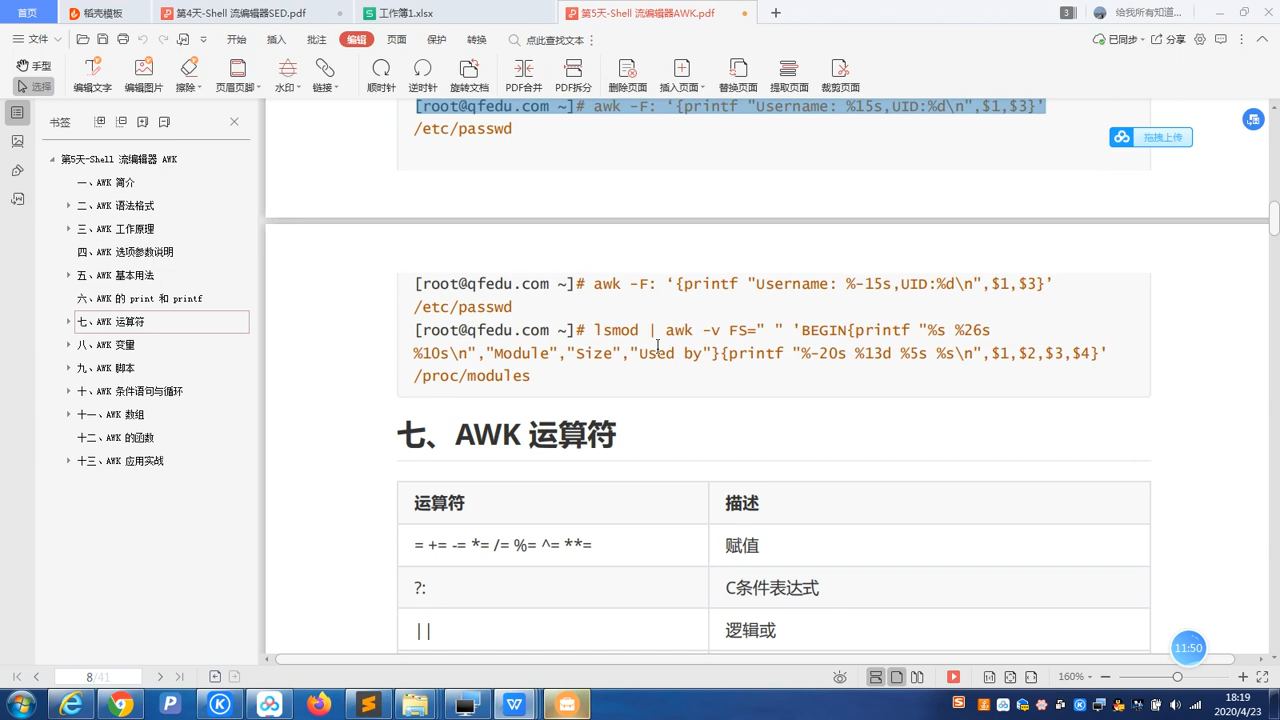 首页
稻壳模板
第4天-Shell 流编辑器SED.pdf
工作簿1.xlsx
第5天-Shell 流编辑器AWK.pdf
3
给我所有知道...
文件
开始
插入
批注
编辑
页面
保护
转换
点此查找文本
已同步
分享
手型
选择
编辑文字
编辑图片
擦除
页眉页脚
水印
链接
顺时针
逆时针
旋转文档
PDF合并
PDF拆分
删除页面
插入页面
替换页面
提取页面
裁剪页面
书签
第5天-Shell 流编辑器 AWK
一、AWK 简介
二、AWK 语法格式
三、AWK 工作原理
四、AWK 选项参数说明
五、AWK 基本用法
六、AWK 的 print 和 printf
七、AWK 运算符
八、AWK 变量
九、AWK 脚本
十、AWK 条件语句与循环
十一、AWK 数组
十二、AWK 的函数
十三、AWK 应用实战
[root@qfedu.com ~]# awk -F: ‘{printf "Username: %15s,UID:%d\n",$1,$3}’
/etc/passwd
拖拽上传
[root@qfedu.com ~]# awk -F: ‘{printf "Username: %-15s,UID:%d\n",$1,$3}’
/etc/passwd
[root@qfedu.com ~]# lsmod | awk -v FS=" " 'BEGIN{printf "%s %26s
%10s\n","Module","Size","Used by"}{printf "%-20s %13d %5s %s\n",$1,$2,$3,$4}'
/proc/modules
七、AWK 运算符
运算符 描述
= += -= *= /= %= ^= **= 赋值
?: C条件表达式
|| 逻辑或
11:50
8/41
160%
18:19
2020/4/23